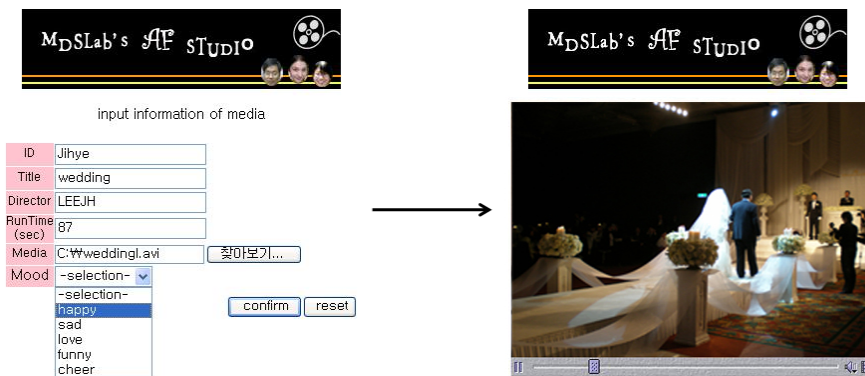 MDSLab's AF STUDIO
input information of media
ID Jihye
Title wedding
Director LEEJH
RunTime (sec) 87
Media C:₩weddingl.avi 찾아보기...
Mood -selection-
-selection-
happy
confirm reset
sad
love
funny
cheer
MDSLab's AF STUDIO